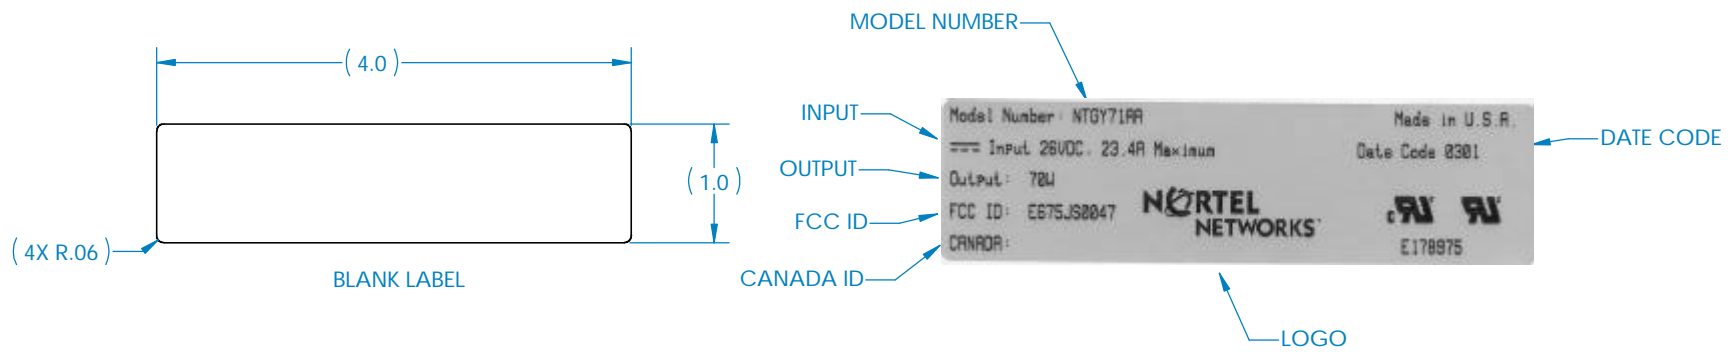 MODEL NUMBER
( 4.0 )
( 1.0 )
( 4X R.06 )
BLANK LABEL
INPUT
OUTPUT
FCC ID
CANADA ID
DATE CODE
LOGO
Model Number: NTGY71AA
Made in U.S.A.
Input 26VDC, 23.4A Maximum
Date Code 0301
Output: 70W
FCC ID: E675JS0047
NORTEL
NETWORKS
c RU RU
CANADA:
E178975